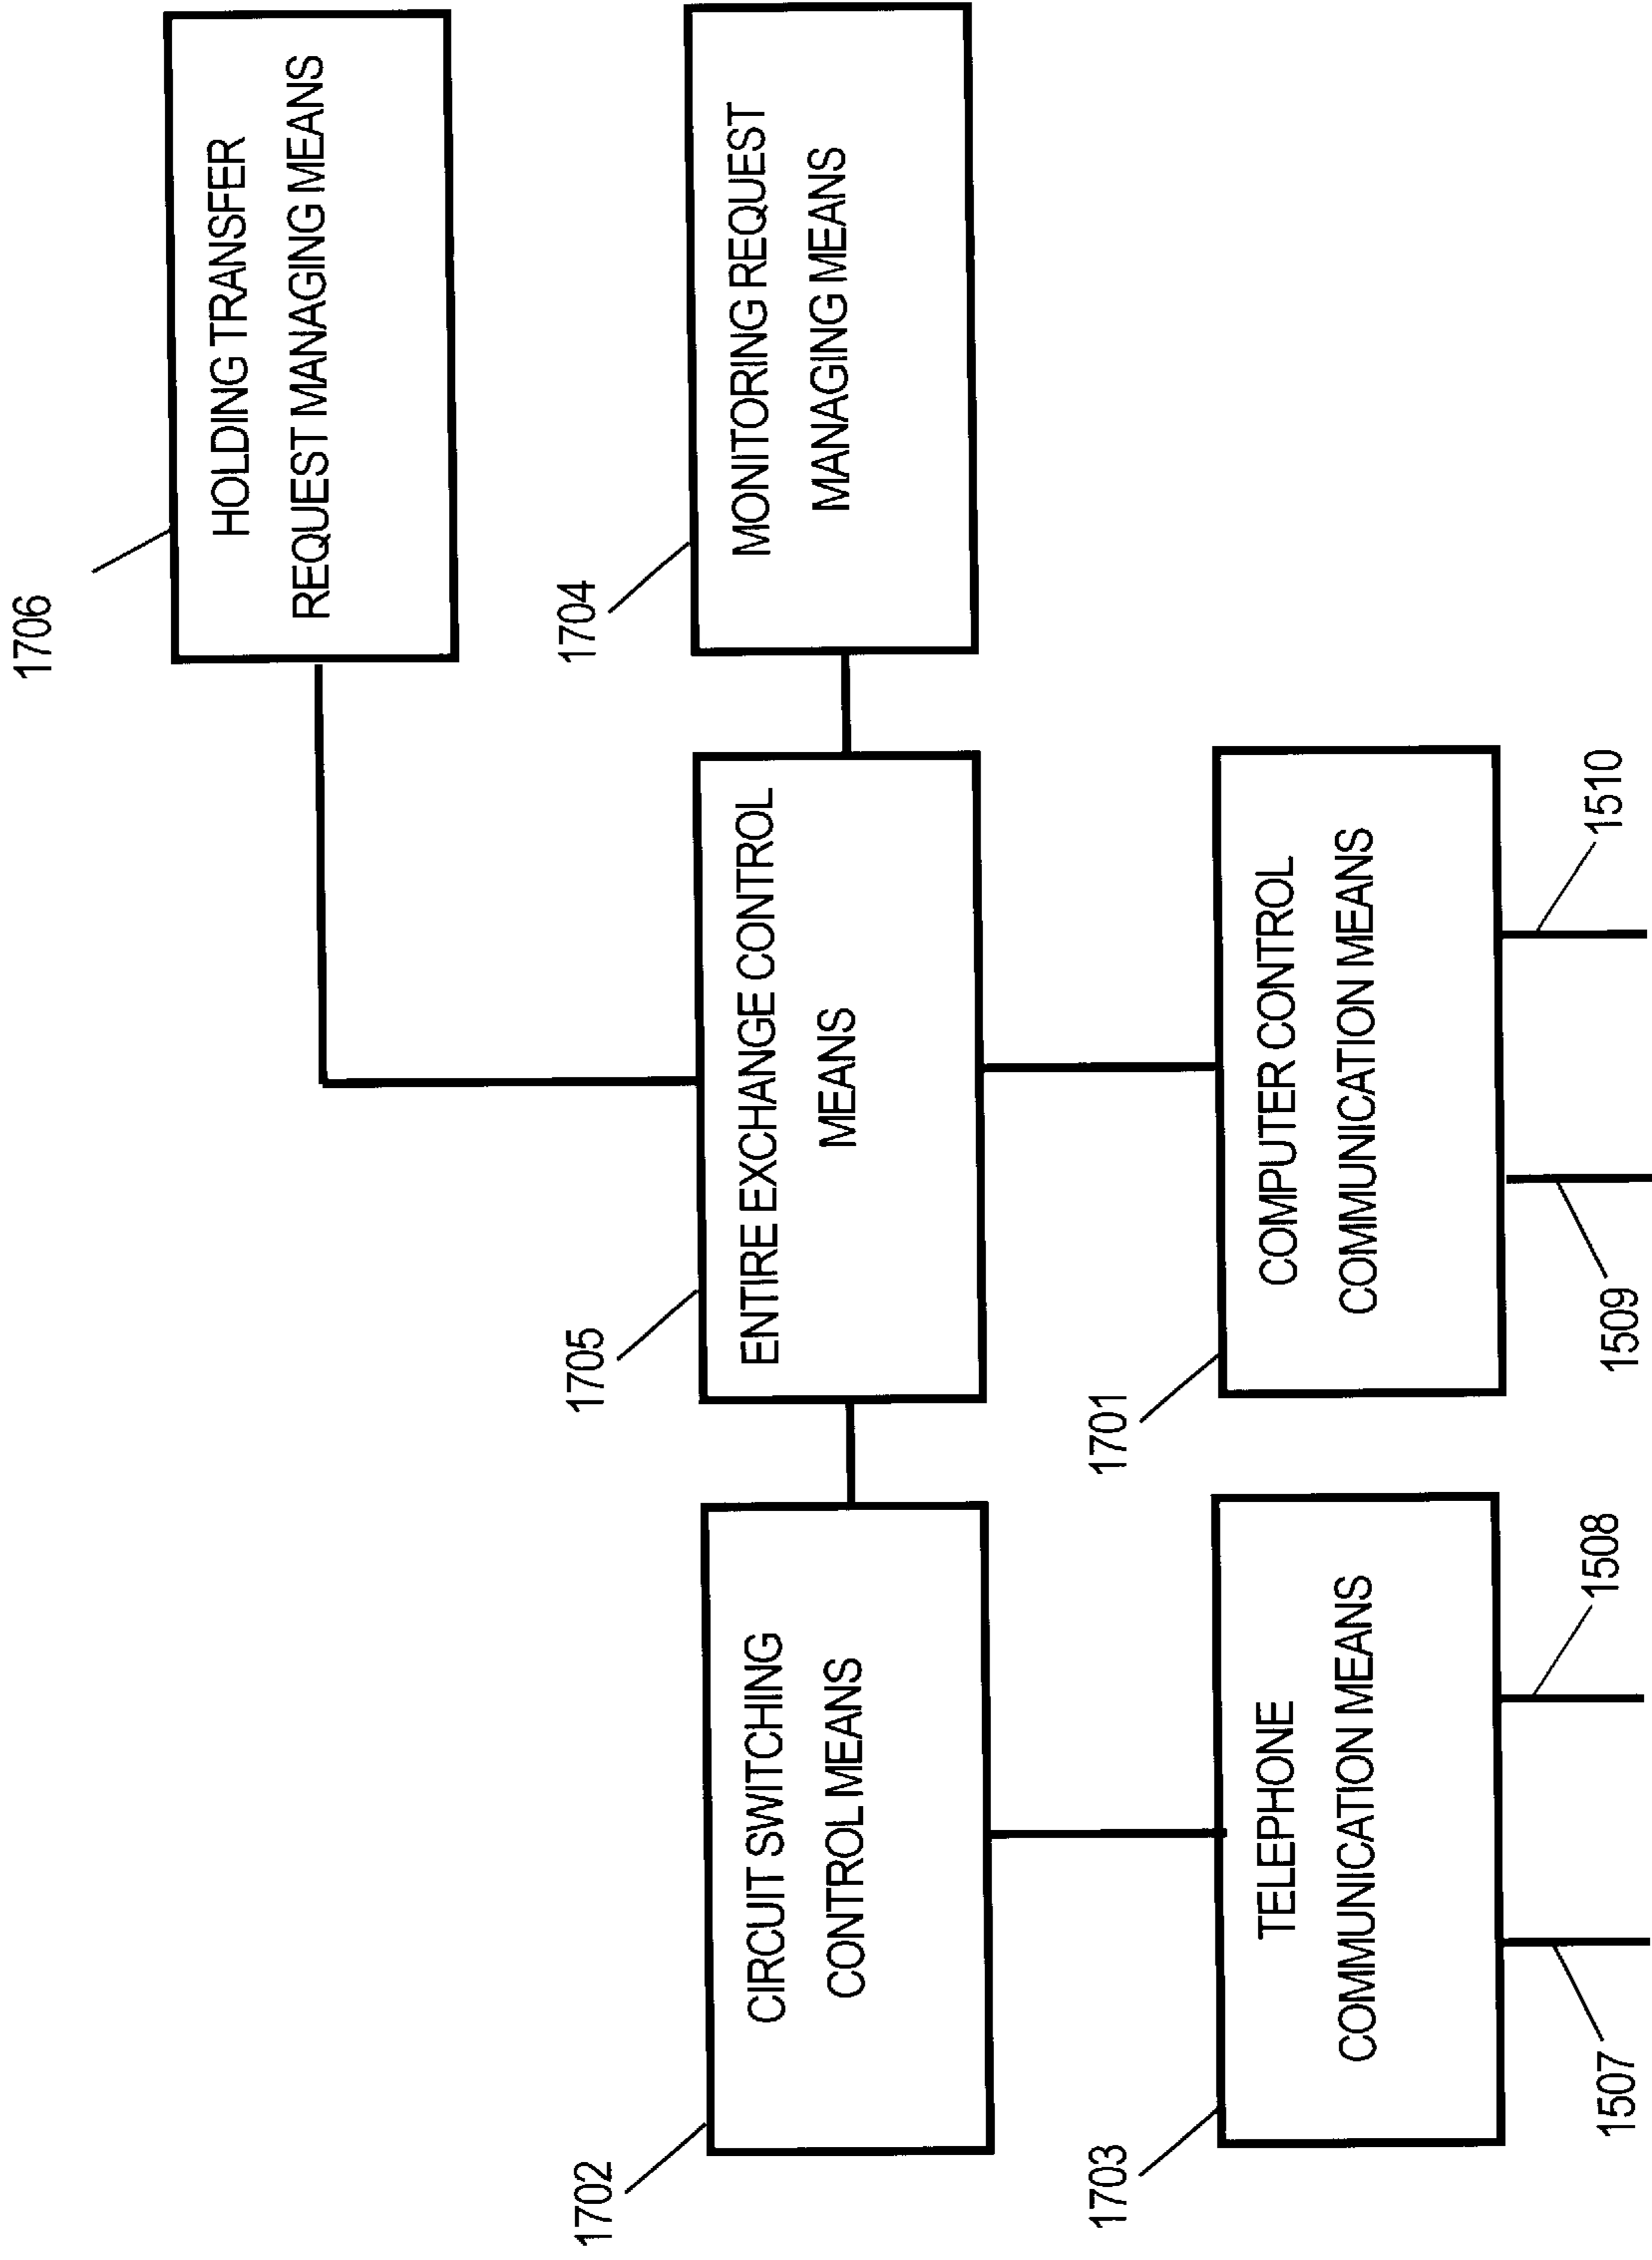 1706
HOLDING TRANSFER
REQUEST MANAGING MEANS
1702
CIRCUIT SWITCHING
CONTROL MEANS
1705
ENTIRE EXCHANGE CONTROL
MEANS
1704
MONITORING REQUEST
MANAGING MEANS
1703
TELEPHONE
COMMUNICATION MEANS
1701
COMPUTER CONTROL
COMMUNICATION MEANS
1507
1508
1509
1510